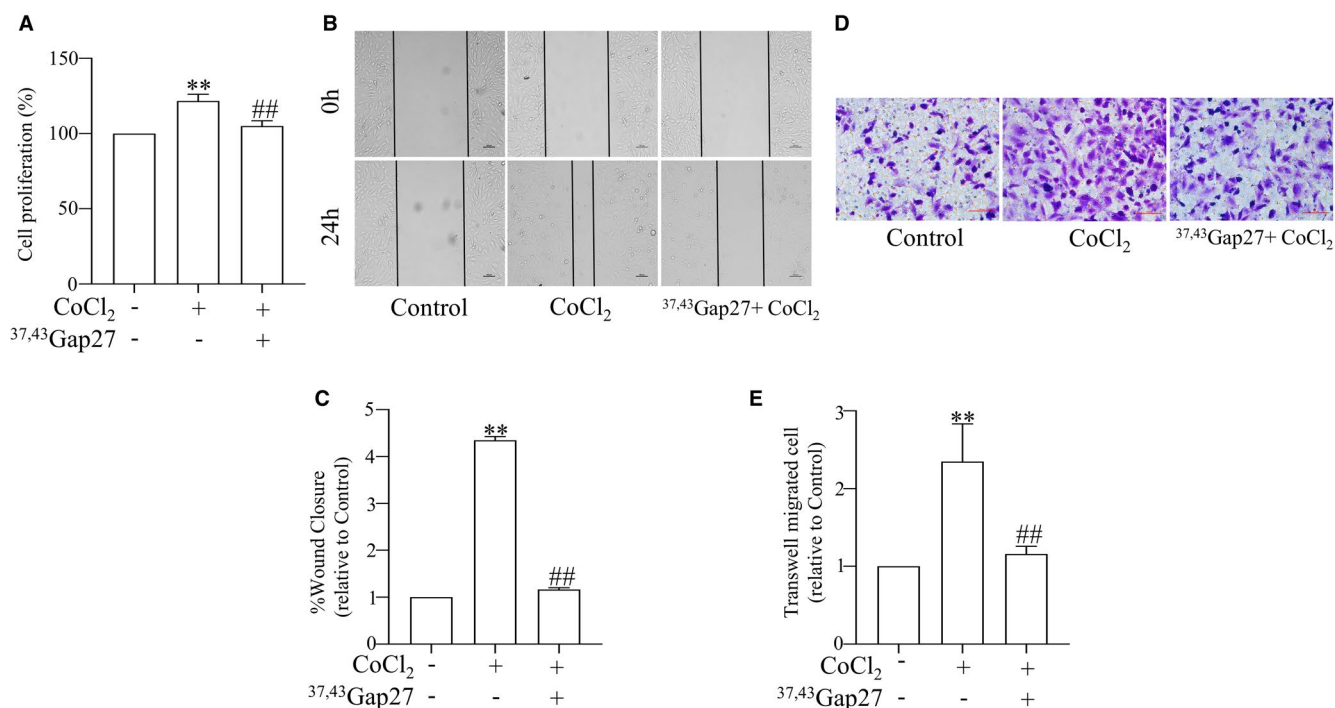 A
150
100
50
0
Cell proliferation (%)
**
##
CoCl2 - + +
37,43Gap27 - - +
B
0h
24h
Control CoCl2 37,43Gap27+ CoCl2
D
Control CoCl2 37,43Gap27+ CoCl2
C
5
4
3
2
1
0
%Wound Closure
(relative to Control)
**
##
CoCl2 - + +
37,43Gap27 - - +
E
3
2
1
0
Transwell migrated cell
(relative to Control)
**
##
CoCl2 - + +
37,43Gap27 - - +